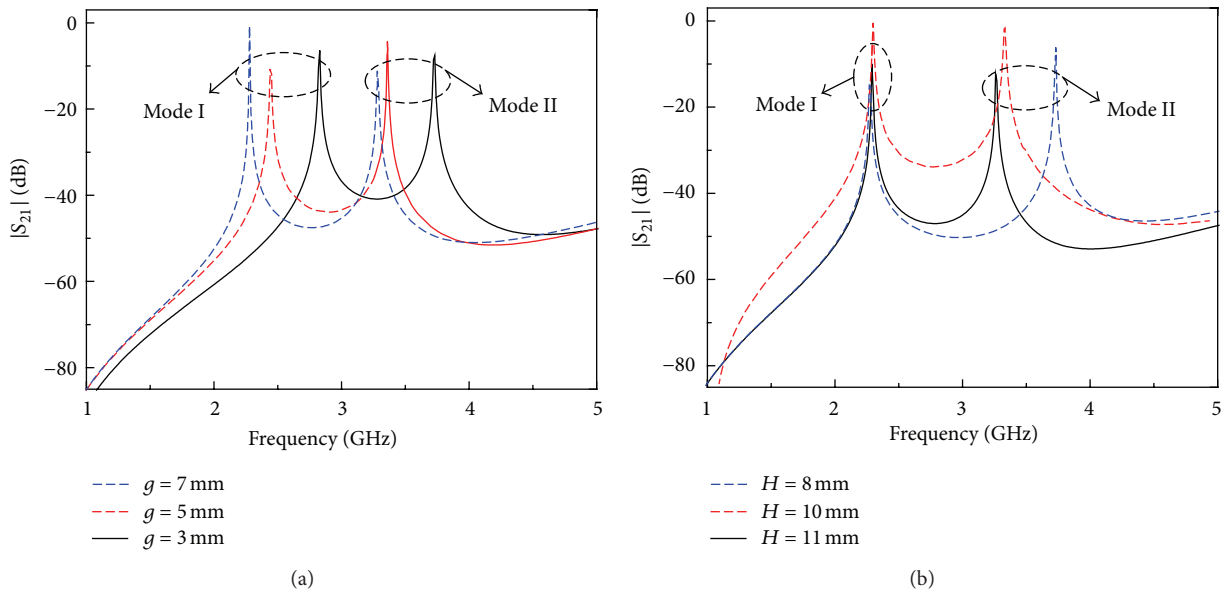 0
−20
−40
−60
−80
|S21| (dB)
1 2 3 4 5
Frequency (GHz)
Mode I
Mode II
g = 7 mm
g = 5 mm
g = 3 mm
(a)
0
−20
−40
−60
−80
|S21| (dB)
1 2 3 4 5
Frequency (GHz)
Mode I
Mode II
H = 8 mm
H = 10 mm
H = 11 mm
(b)